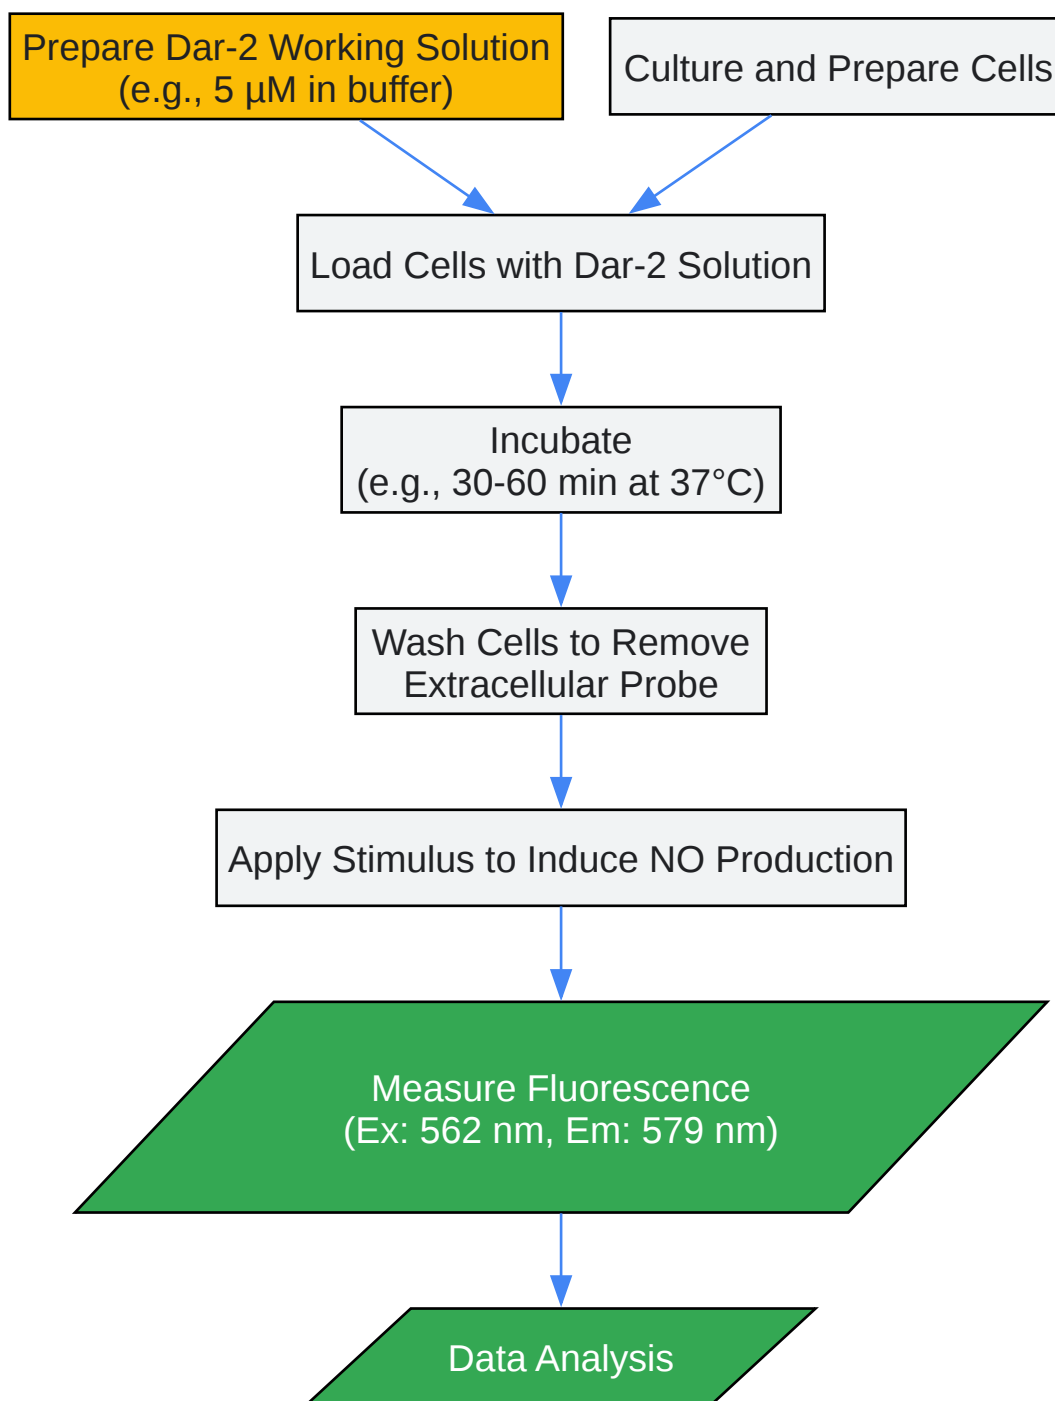 Prepare Dar-2 Working Solution
(e.g., 5 µM in buffer)
Culture and Prepare Cells
Load Cells with Dar-2 Solution
Incubate
(e.g., 30-60 min at 37°C)
Wash Cells to Remove
Extracellular Probe
Apply Stimulus to Induce NO Production
Measure Fluorescence
(Ex: 562 nm, Em: 579 nm)
Data Analysis